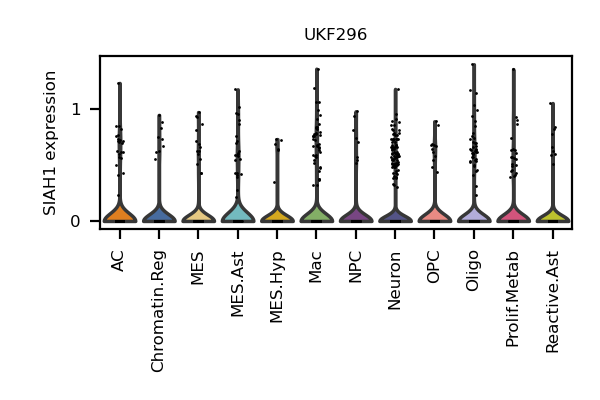 UKF296
SIAH1 expression
1
0
AC
Chromatin.Reg
MES
MES.Ast
MES.Hyp
Mac
NPC
Neuron
OPC
Oligo
Prolif.Metab
Reactive.Ast